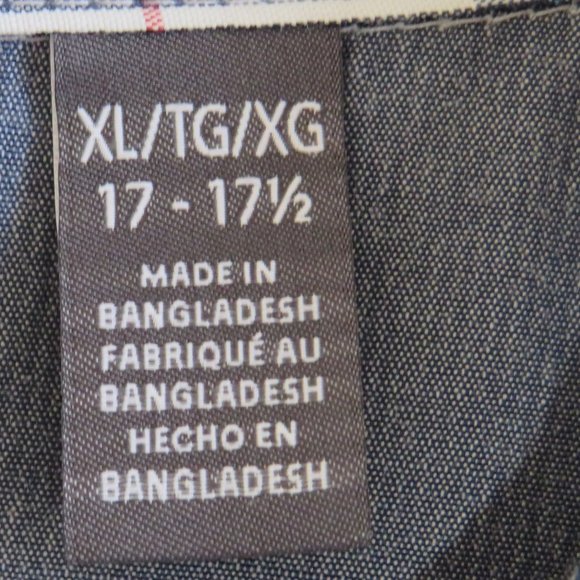 XL/TG/XG
17 - 17½
MADE IN
BANGLADESH
FABRIQUÉ AU
BANGLADESH
HECHO EN
BANGLADESH